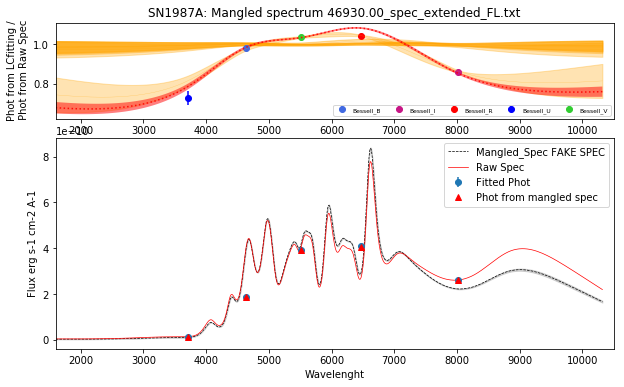 SN1987A: Mangled spectrum 46930.00_spec_extended_FL.txt
Phot from LCfitting /
Phot from Raw Spec
1.0
0.8
Bessell_B
Bessell_I
Bessell_R
Bessell_U
Bessell_V
2000 3000 4000 5000 6000 7000 8000 9000 10000
Flux erg s-1 cm-2 A-1
8
6
4
2
0
Mangled_Spec FAKE SPEC
Raw Spec
Fitted Phot
Phot from mangled spec
2000 3000 4000 5000 6000 7000 8000 9000 10000
Wavelenght